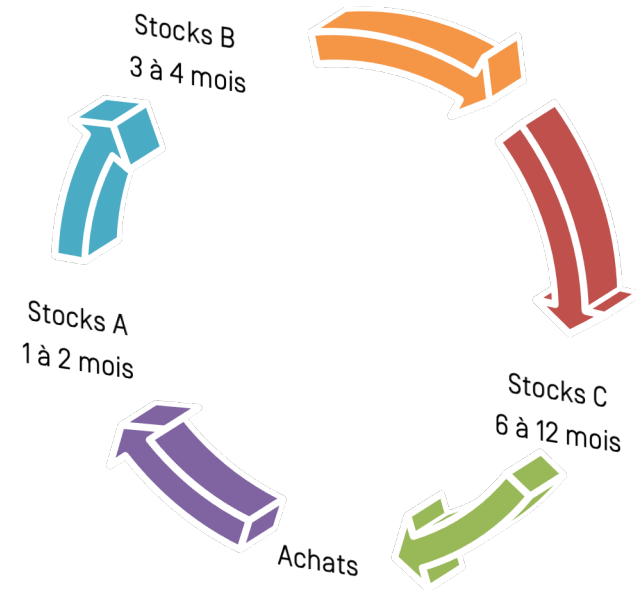 Stocks B
3 à 4 mois
Stocks A
1 à 2 mois
Stocks C
6 à 12 mois
Achats